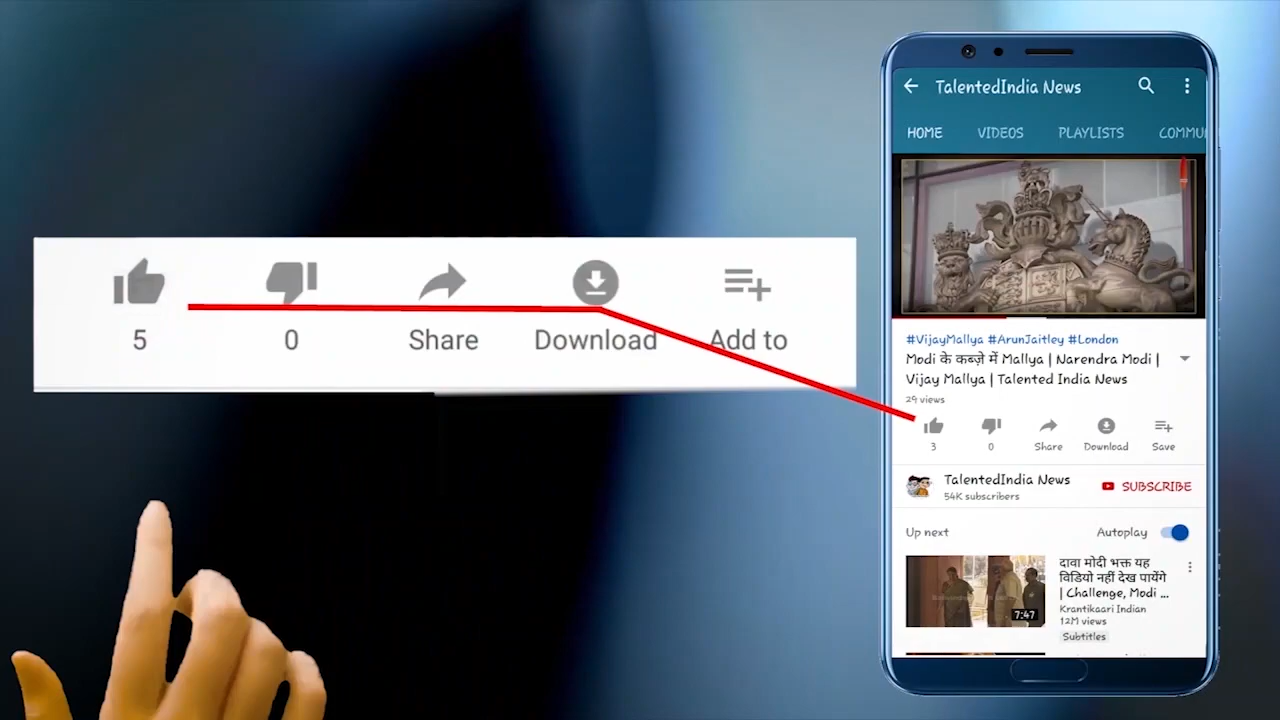 5 0 Share Download Add to
TalentedIndia News
HOME VIDEOS PLAYLISTS COMMU
#VijayMallya #ArunJaitley #London
Modi के कब्ज़े में Mallya | Narendra Modi |
Vijay Mallya | Talented India News
29 views
3 0 Share Download Save
TalentedIndia News
54K subscribers
SUBSCRIBE
Up next Autoplay
7:47
दावा मोदी भक्त यह
विडियो नहीं देख पायेंगे
| Challenge, Modi ...
Krantikaari Indian
12M views
Subtitles